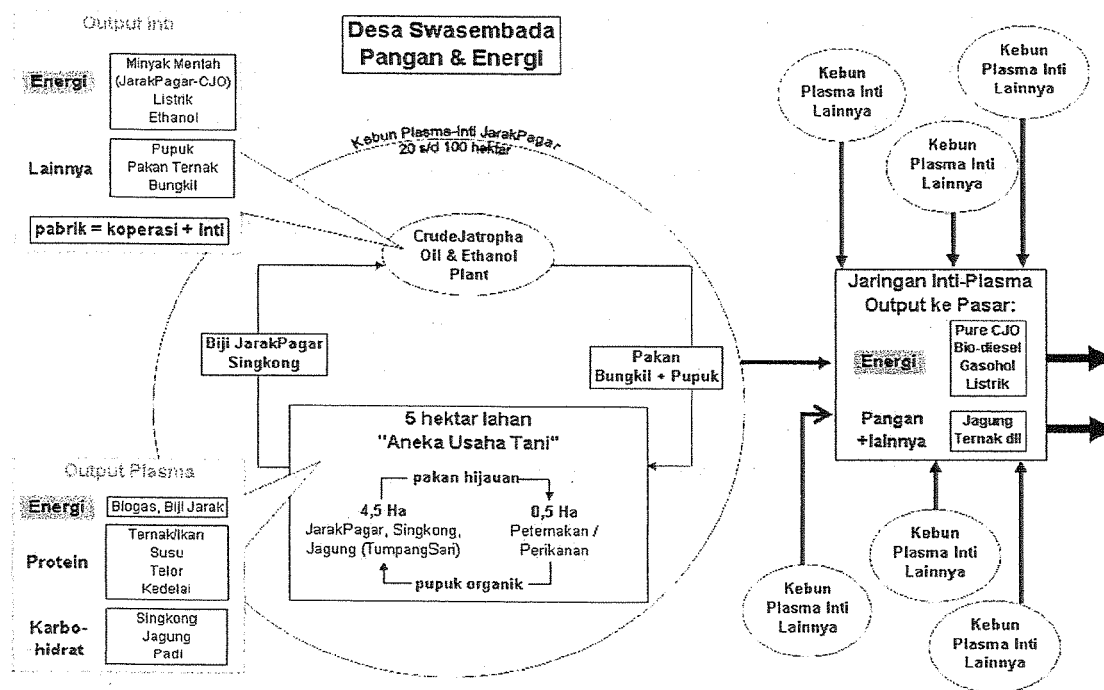 Output Inti
Energi
Minyak Mentah
(JarakPagar-CJO)
Listrik
Ethanol
Lainnya
Pupuk
Pakan Ternak
Bungkil
pabrik = koperasi + inti
Desa Swasembada
Pangan & Energi
Kebun Plasma-Inti JarakPagar
20 s/d 100 hektar
CrudeJatropha
Oil & Ethanol
Plant
Biji JarakPagar
Singkong
Pakan
Bungkil + Pupuk
5 hektar lahan
"Aneka Usaha Tani"
pakan hijauan
4,5 Ha
JarakPagar, Singkong,
Jagung (TumpangSari)
0,5 Ha
Peternakan /
Perikanan
pupuk organik
Output Plasma
Energi
Biogas, Biji Jarak
Protein
Ternak/Ikan
Susu
Telor
Kedelai
Karbo-
hidrat
Singkong
Jagung
Padi
Kebun
Plasma Inti
Lainnya
Kebun
Plasma Inti
Lainnya
Kebun
Plasma Inti
Lainnya
Jaringan Inti-Plasma
Output ke Pasar:
Energi
Pure CJO
Bio-diesel
Gasohol
Listrik
Pangan
+lainnya
Jagung
Ternak dll
Kebun
Plasma Inti
Lainnya
Kebun
Plasma Inti
Lainnya
Kebun
Plasma Inti
Lainnya